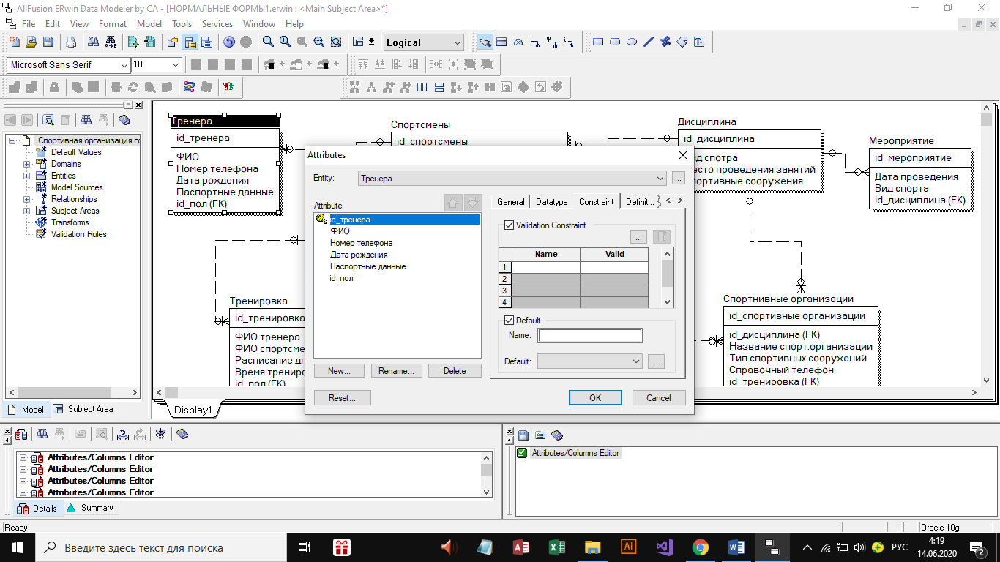 AllFusion ERwin Data Modeler by CA - [НОРМАЛЬНЫЕ ФОРМЫ1.erwin : <Main Subject Area>*]
File Edit View Format Model Tools Services Window Help
Logical
Microsoft Sans Serif 10
Спортивная организация го
Default Values
Domains
Entities
Model Sources
Relationships
Subject Areas
Transforms
Validation Rules
Model Subject Area
Тренера
id_тренера
ФИО
Номер телефона
Дата рождения
Паспортные данные
id_пол (FK)
Спортсмены
id_спортсмены
Дисциплина
id_дисциплина
ид спотра
есто проведения занятий
портивные сооружения
Мероприятие
id_мероприятие
Дата проведения
Вид спорта
id_дисциплина (FK)
Тренировка
id_тренировка
ФИО тренера
ФИО спортсме
Расписание дн
Время трениро
id_пол (FK)
Спортнивные организации
id_спортивные организации
id_дисциплина (FK)
Название спорт.организации
Тип спортивных сооружений
Справочный телефон
id_тренировка (FK)
Display1
Attributes
Entity: Тренера ...
Attribute
id_тренера
ФИО
Номер телефона
Дата рождения
Паспортные данные
id_пол
New... Rename... Delete
Reset...
General Datatype Constraint Definit...
Validation Constraint
...
Name Valid
1
2
3
4
Default
Name:
Default: ...
OK Cancel
Attributes/Columns Editor
Attributes/Columns Editor
Attributes/Columns Editor
Attributes/Columns Editor
Details Summary
Attributes/Columns Editor
Ready
Oracle 10g
Введите здесь текст для поиска
РУС
4:19
14.06.2020
2